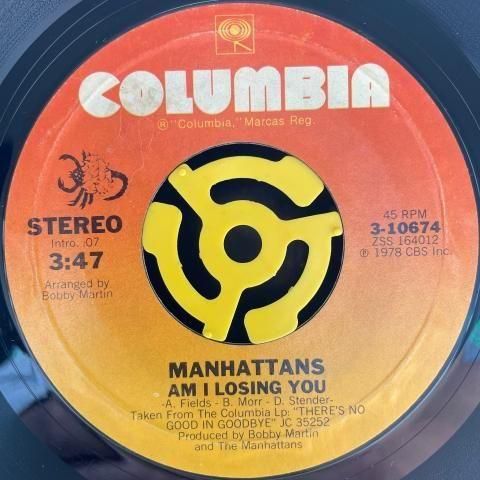 COLUMBIA
® "Columbia," Marcas Reg.
STEREO
Intro. :07
3:47
Arranged by
Bobby Martin
45 RPM
3-10674
ZSS 164012
℗ 1978 CBS Inc.
MANHATTANS
AM I LOSING YOU
-A. Fields - B. Morr - D. Stender-
Taken From The Columbia Lp: "THERE'S NO
GOOD IN GOODBYE" JC 35252
Produced by Bobby Martin
and The Manhattans